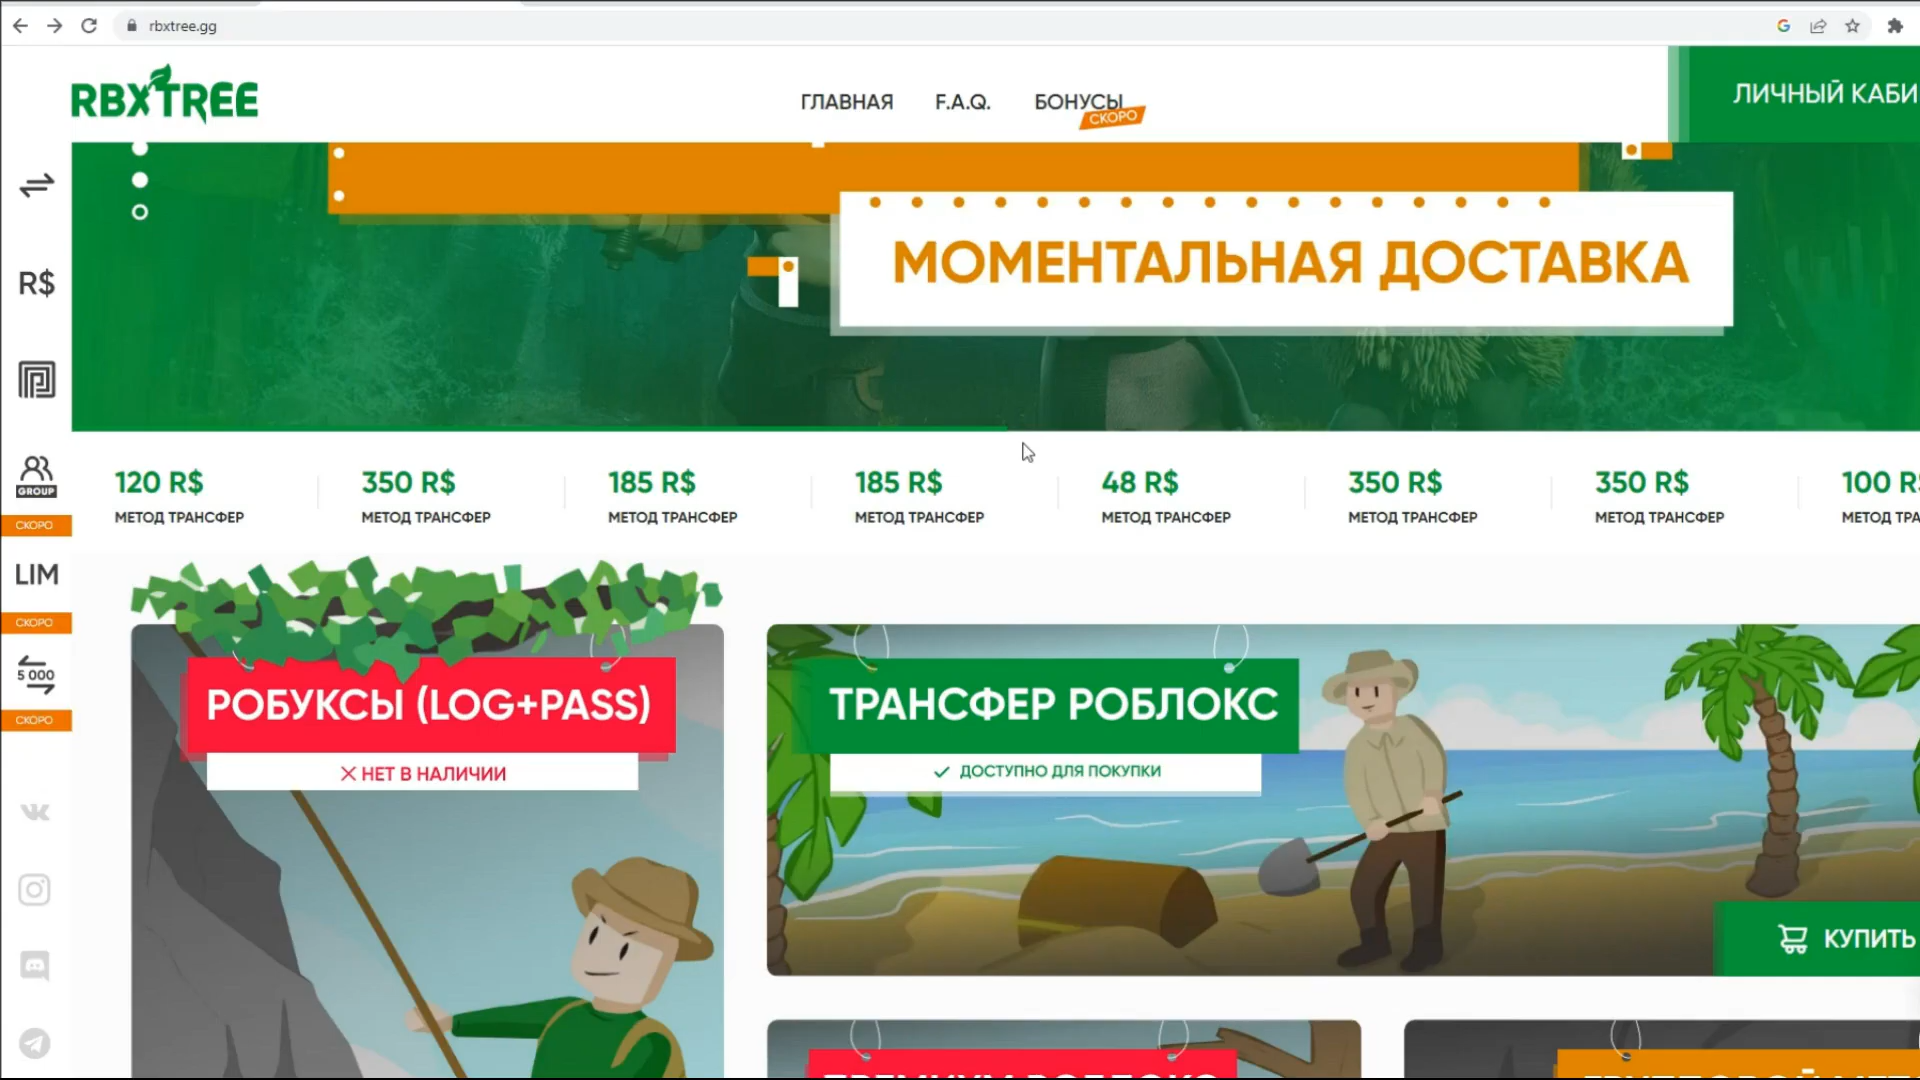 rbxtree.gg
RBXTREE
ГЛАВНАЯ
F.A.Q.
БОНУСЫ
СКОРО
ЛИЧНЫЙ
МОМЕНТАЛЬНАЯ ДОСТАВКА
R$
GROUP
СКОРО
LIM
СКОРО
5 000
СКОРО
120 R$
МЕТОД ТРАНСФЕР
350 R$
МЕТОД ТРАНСФЕР
185 R$
МЕТОД ТРАНСФЕР
185 R$
МЕТОД ТРАНСФЕР
48 R$
МЕТОД ТРАНСФЕР
350 R$
МЕТОД ТРАНСФЕР
350 R$
МЕТОД ТРАНСФЕР
100 R$
МЕТОД
РОБУКСЫ (LOG+PASS)
НЕТ В НАЛИЧИИ
ТРАНСФЕР РОБЛОКС
ДОСТУПНО ДЛЯ ПОКУПКИ
КУПИТЬ